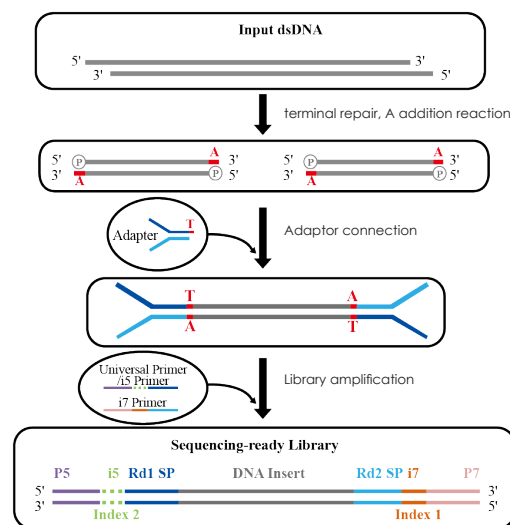 Input dsDNA
5' 3'
3' 5'
terminal repair, A addition reaction
A A
5' P 3' 5' P 3'
3' P 5' 3' P 5'
A A
T
Adapter
Adaptor connection
T A
A T
Universal Primer
/i5 Primer
i7 Primer
Library amplification
Sequencing-ready Library
P5 i5 Rd1 SP DNA Insert Rd2 SP i7 P7
5' 3'
3' 5'
Index 2 Index 1